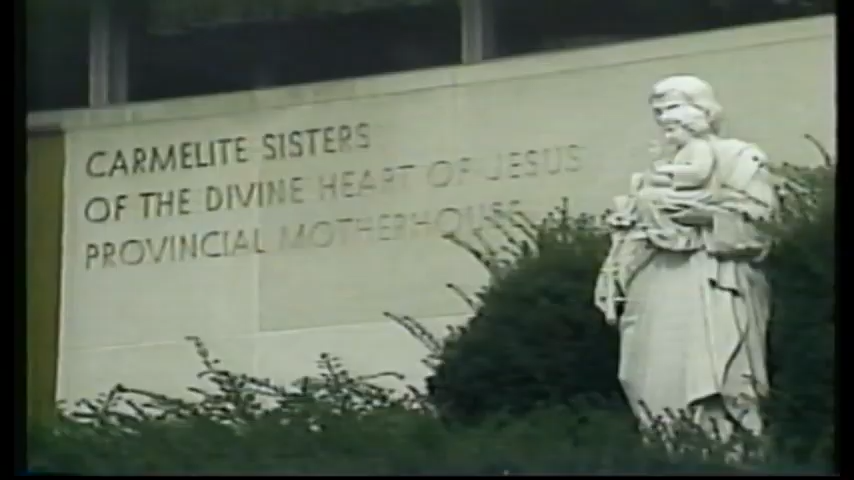 CARMELITE SISTERS
OF THE DIVINE HEART OF JESUS
PROVINCIAL MOTHERHOUSE